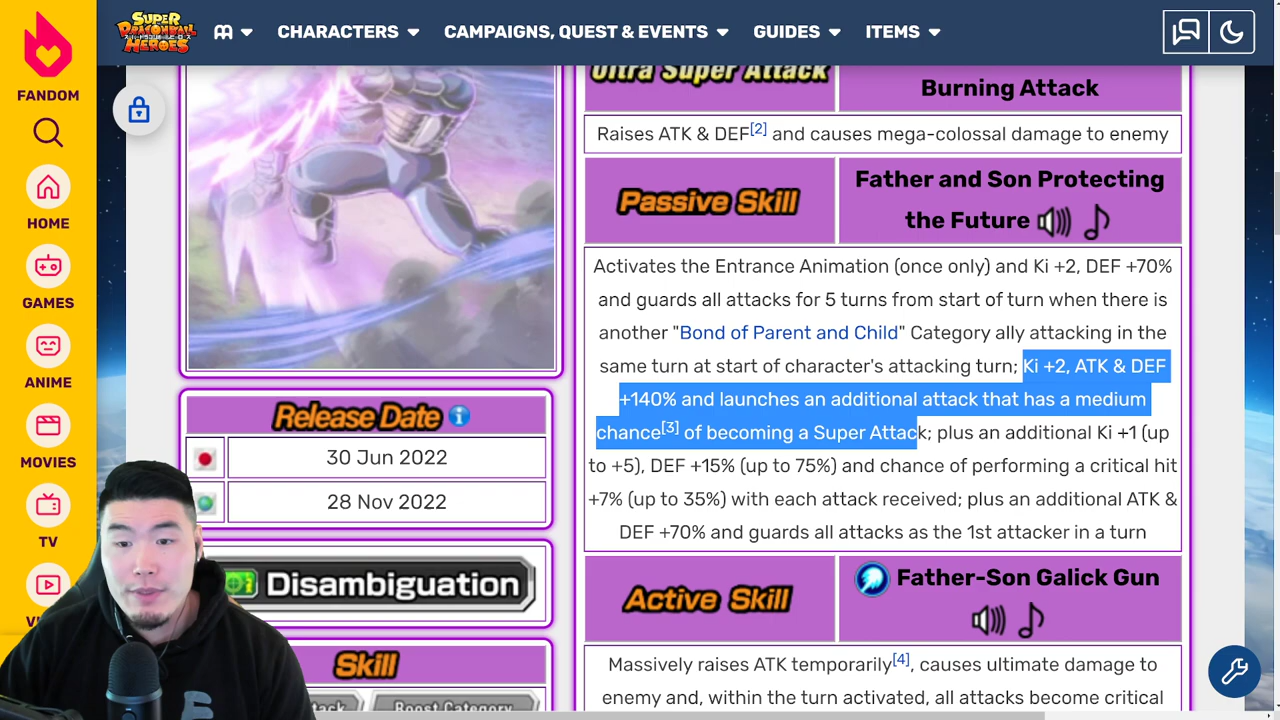 SUPER DRAGONBALL HEROES
CHARACTERS
CAMPAIGNS, QUEST & EVENTS
GUIDES
ITEMS
FANDOM
HOME
GAMES
ANIME
MOVIES
TV
Ultra Super Attack
Burning Attack
Raises ATK & DEF[2] and causes mega-colossal damage to enemy
Passive Skill
Father and Son Protecting
the Future
Activates the Entrance Animation (once only) and Ki +2, DEF +70%
and guards all attacks for 5 turns from start of turn when there is
another "Bond of Parent and Child" Category ally attacking in the
same turn at start of character's attacking turn; Ki +2, ATK & DEF
+140% and launches an additional attack that has a medium
chance[3] of becoming a Super Attack; plus an additional Ki +1 (up
to +5), DEF +15% (up to 75%) and chance of performing a critical hit
+7% (up to 35%) with each attack received; plus an additional ATK &
DEF +70% and guards all attacks as the 1st attacker in a turn
Active Skill
Father-Son Galick Gun
Massively raises ATK temporarily[4], causes ultimate damage to
enemy and, within the turn activated, all attacks become critical
Release Date
30 Jun 2022
28 Nov 2022
Disambiguation
Skill
Boost Category